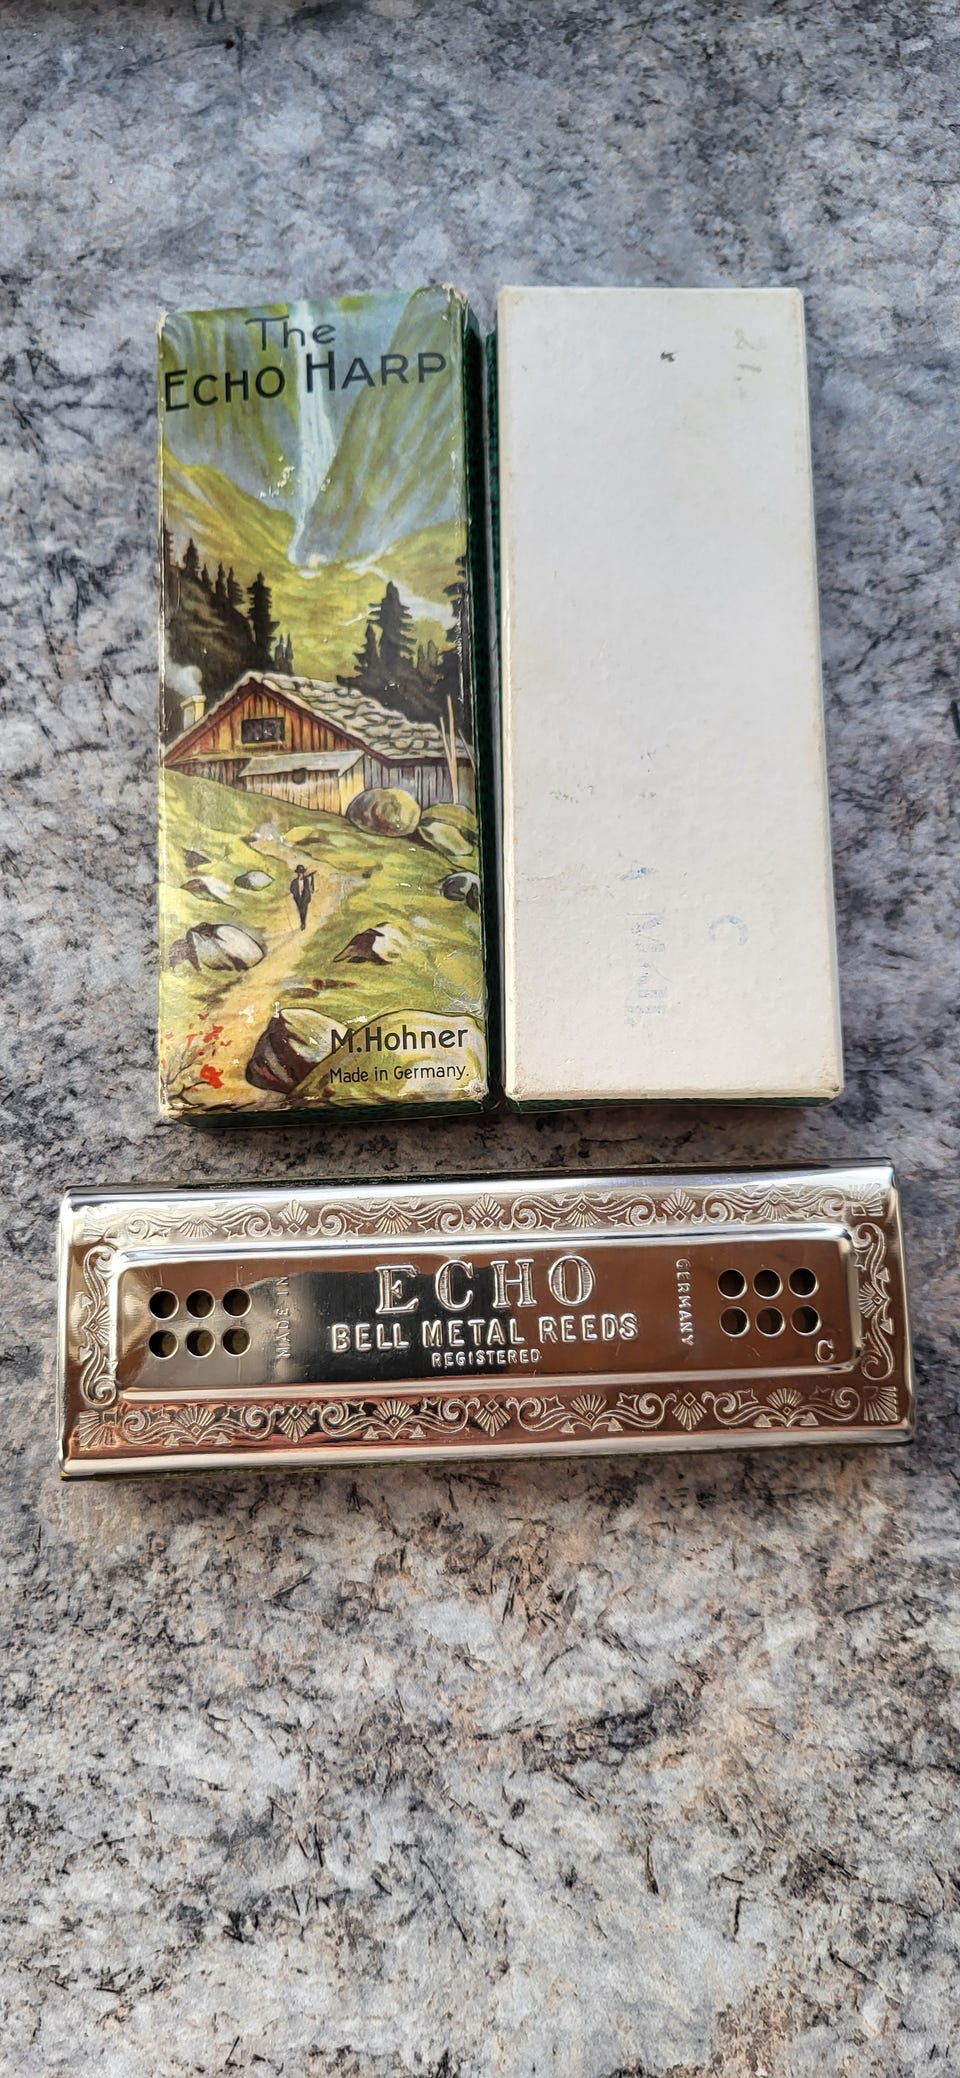 The
ECHO HARP
M.Hohner
Made in Germany.
C
MADE IN
ECHO
BELL METAL REEDS
REGISTERED
GERMANY
C